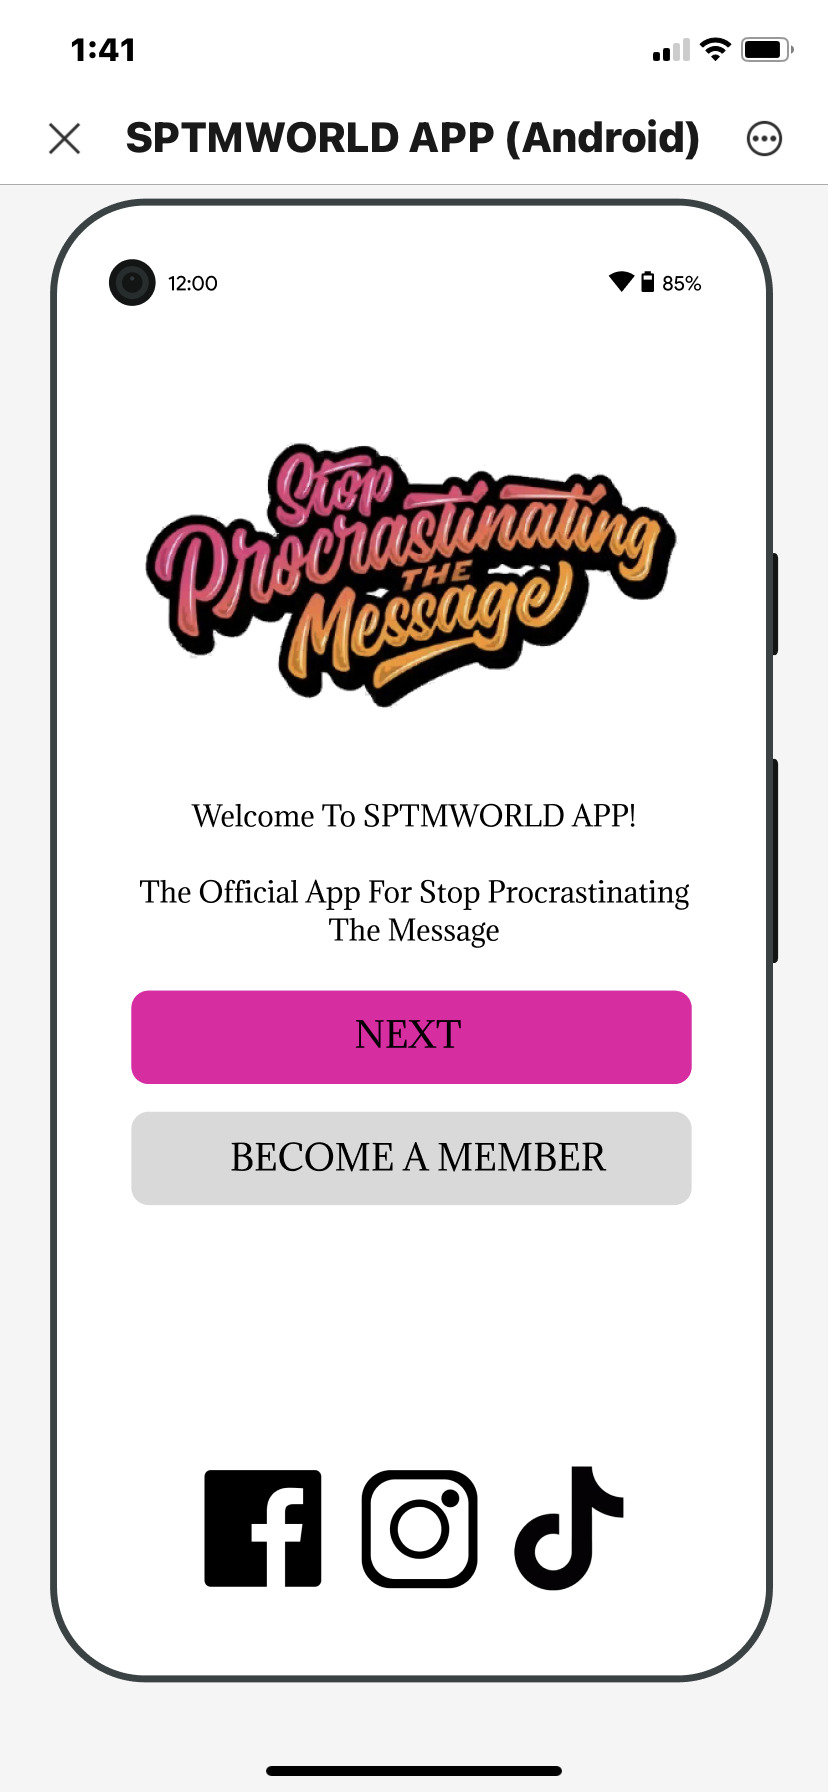 1:41
SPTMWORLD APP (Android)
12:00
85%
Stop
Procrastinating
THE
Message
Welcome To SPTMWORLD APP!
The Official App For Stop Procrastinating
The Message
NEXT
BECOME A MEMBER